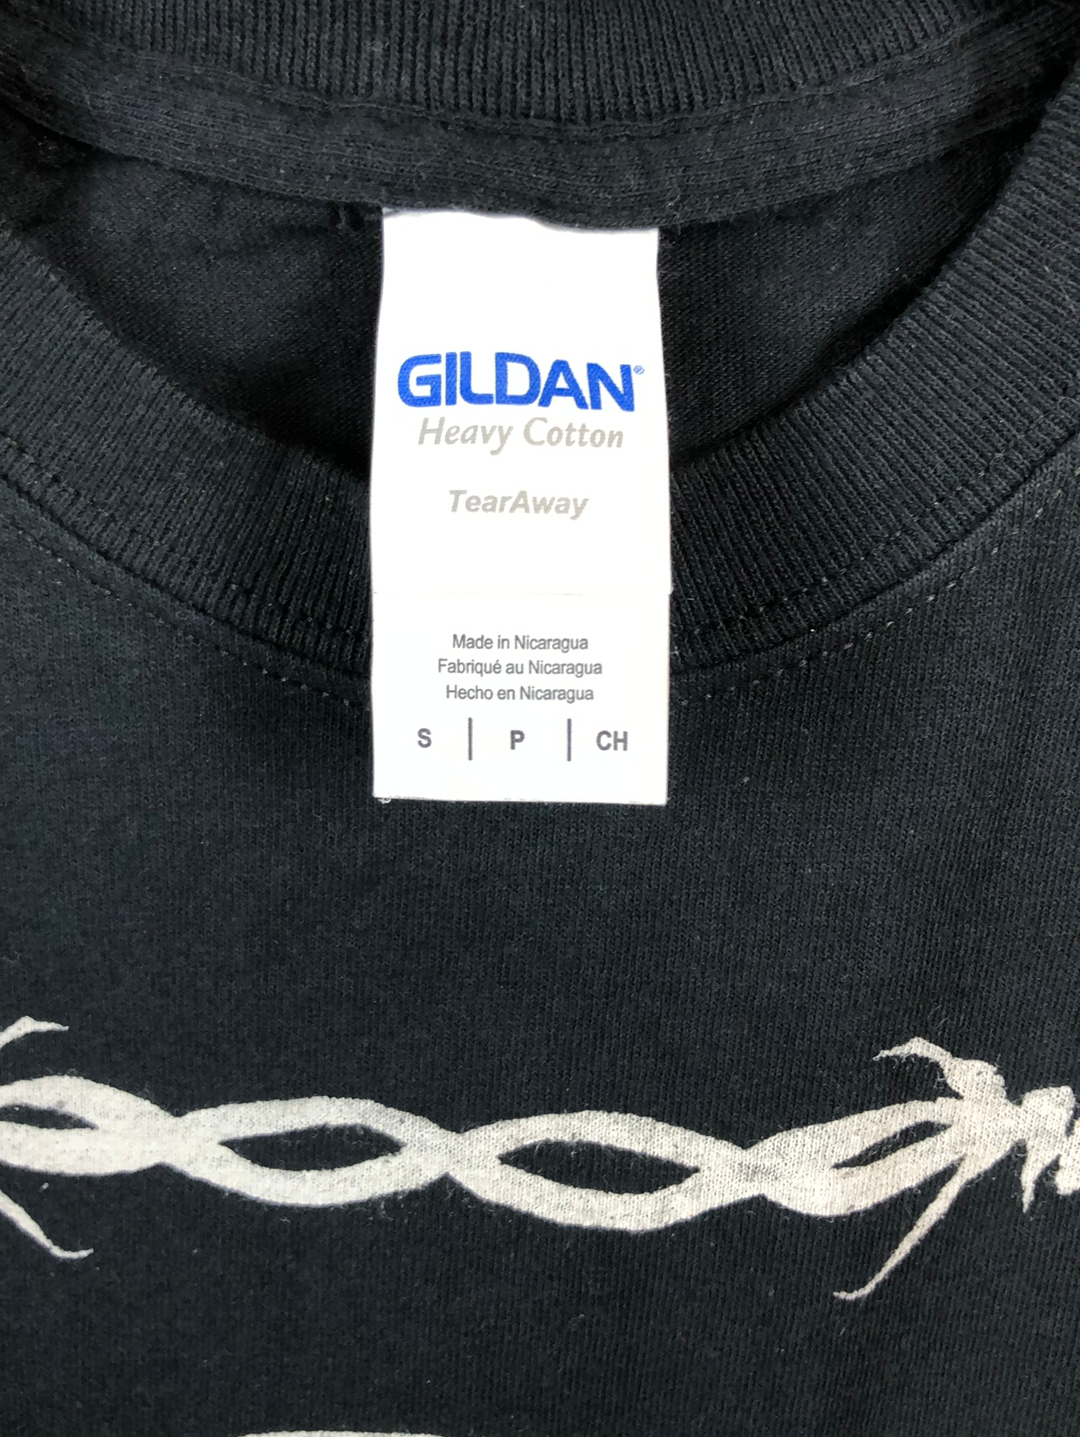 GILDAN®
Heavy Cotton
TearAway
Made in Nicaragua
Fabriqué au Nicaragua
Hecho en Nicaragua
S | P | CH